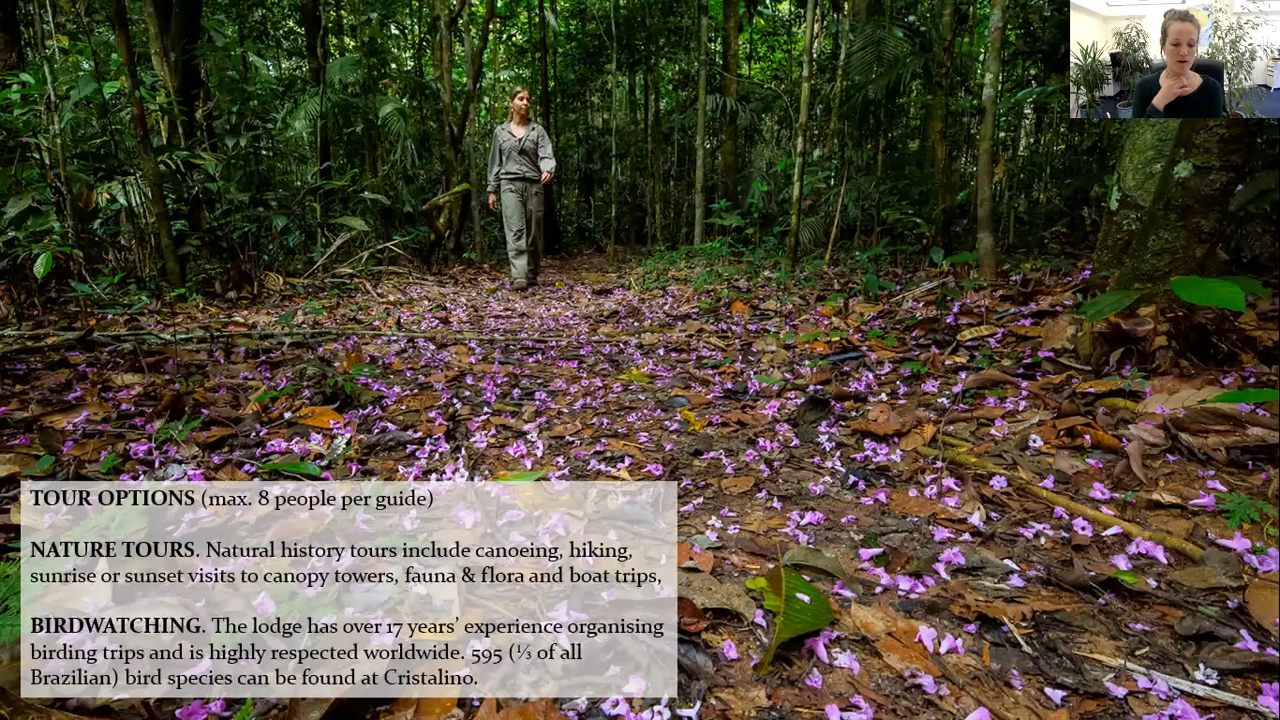 TOUR OPTIONS (max. 8 people per guide)
NATURE TOURS. Natural history tours include canoeing, hiking,
sunrise or sunset visits to canopy towers, fauna & flora and boat trips,
BIRDWATCHING. The lodge has over 17 years’ experience organising
birding trips and is highly respected worldwide. 595 (⅓ of all
Brazilian) bird species can be found at Cristalino.